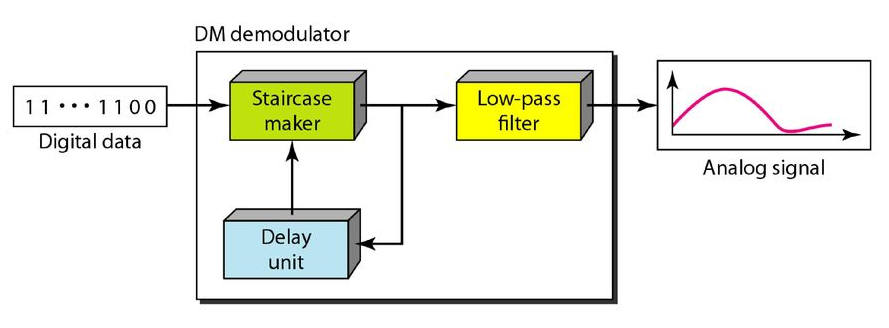 DM demodulator
11 ••• 1100
Digital data
Staircase
maker
Low-pass
filter
Analog signal
Delay
unit